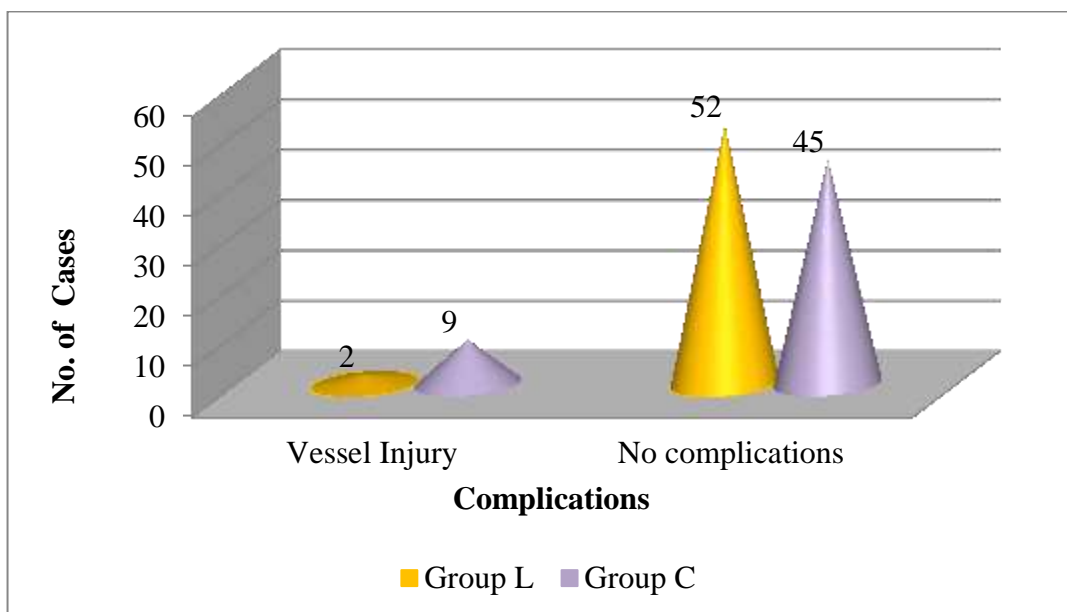 52
60
45
50
40
No. of Cases
30
20
9
2
10
0
Vessel Injury
No complications
Complications
Group L
Group C